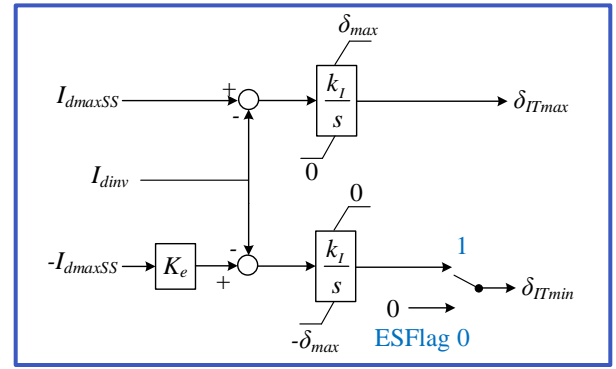 δmax
+
IdmaxSS
-
kI
s
δITmax
0
Idinv
0
-
-IdmaxSS
Ke
+
kI
s
1
δITmin
0
-δmax
ESFlag 0